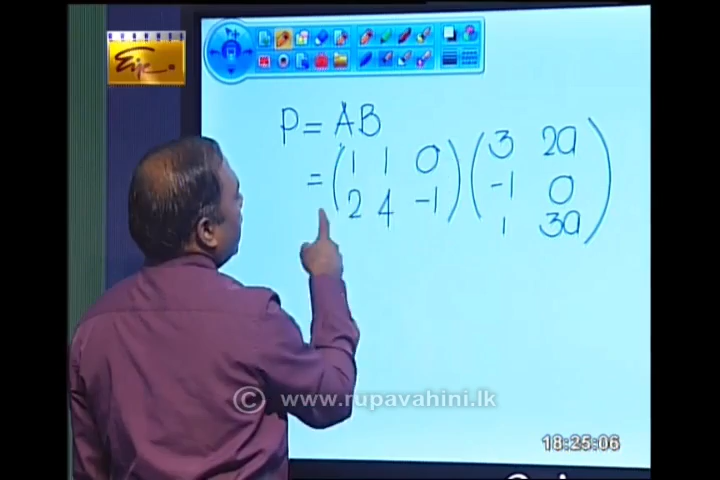 P = AB
= (1 1 0) (3 2a)
(2 4 -1) (-1 0)
(1 3a)
© www.rupavahini.lk
18:25:06